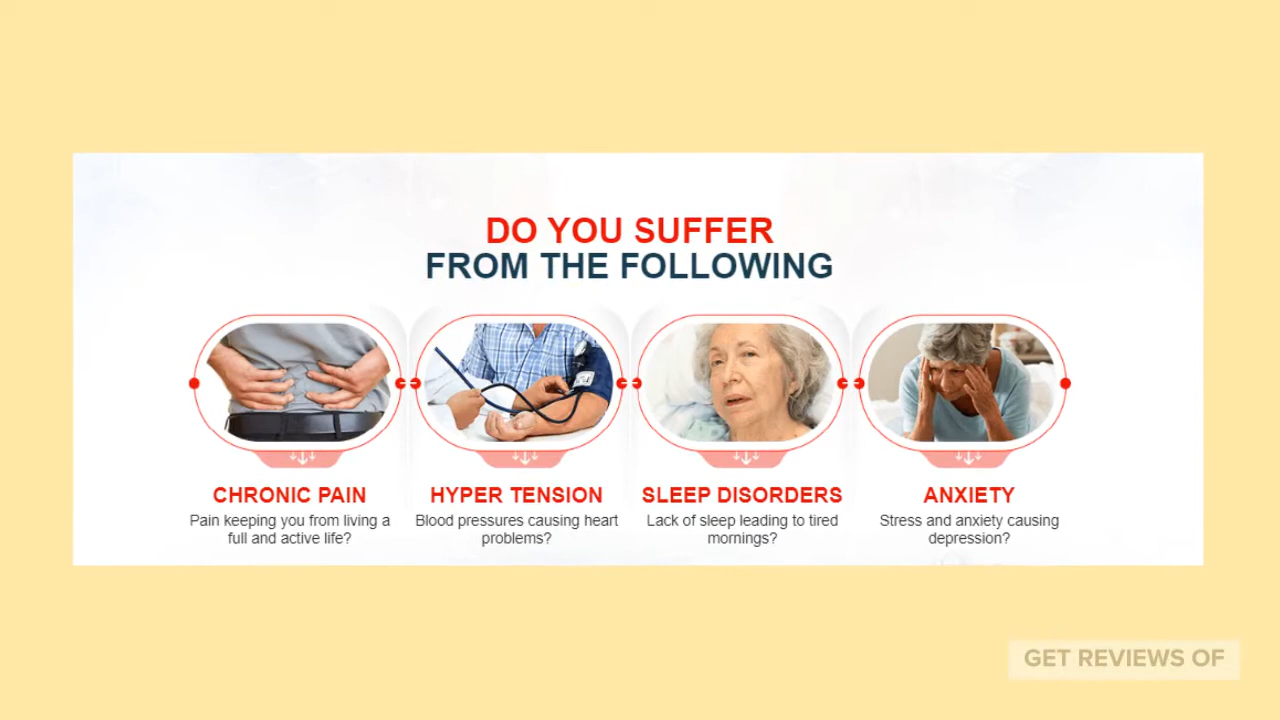 DO YOU SUFFER
FROM THE FOLLOWING
CHRONIC PAIN
Pain keeping you from living a
full and active life?
HYPER TENSION
Blood pressures causing heart
problems?
SLEEP DISORDERS
Lack of sleep leading to tired
mornings?
ANXIETY
Stress and anxiety causing
depression?
GET REVIEWS OF